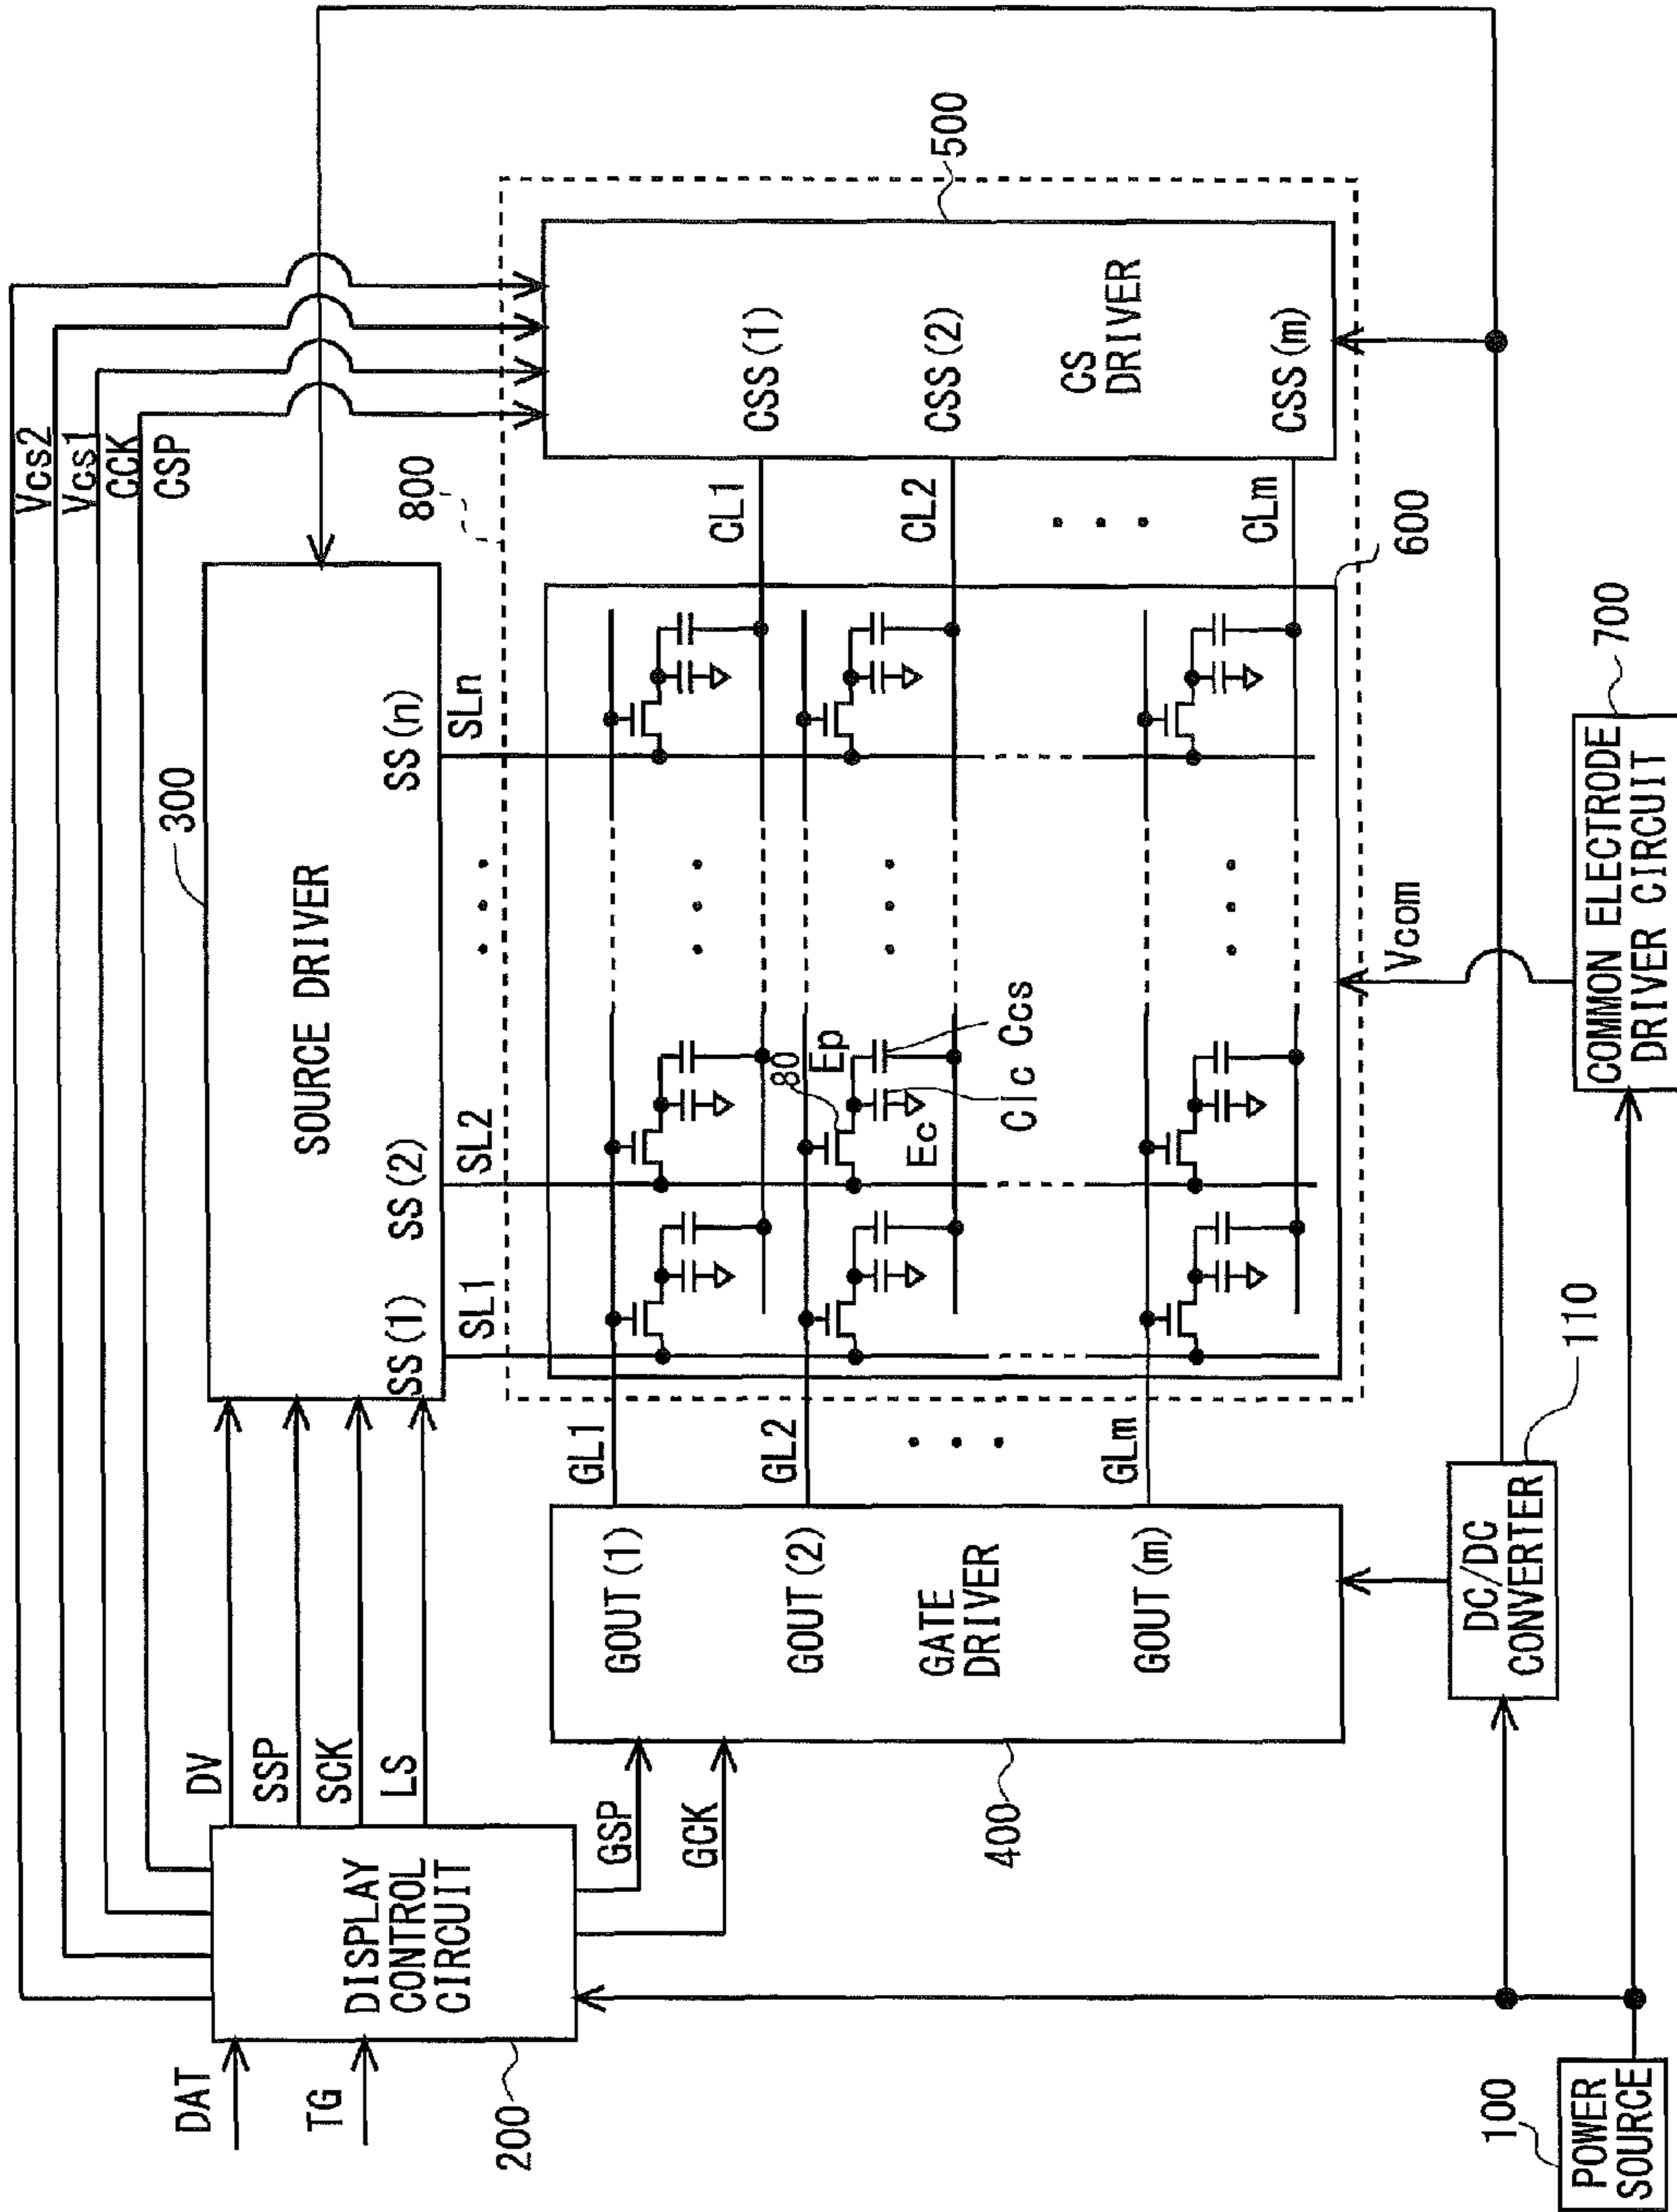 Vcs2
Vcs1
CCK
CSP
DAT
TG
DISPLAY
CONTROL
CIRCUIT
200
DV
SSP
SCK
LS
GSP
GCK
300
SOURCE DRIVER
SS(1)
SS(2)
SS(n)
SL1
SL2
SLn
800
GOUT(1)
GOUT(2)
GATE
DRIVER
GOUT(m)
400
GL1
GL2
GLm
80
Ep
Ec
Clc
Ccs
CL1
CL2
CLm
600
CSS(1)
CSS(2)
CS
DRIVER
CSS(m)
500
Vcom
100
POWER
SOURCE
DC/DC
CONVERTER
110
COMMON ELECTRODE
DRIVER CIRCUIT
700